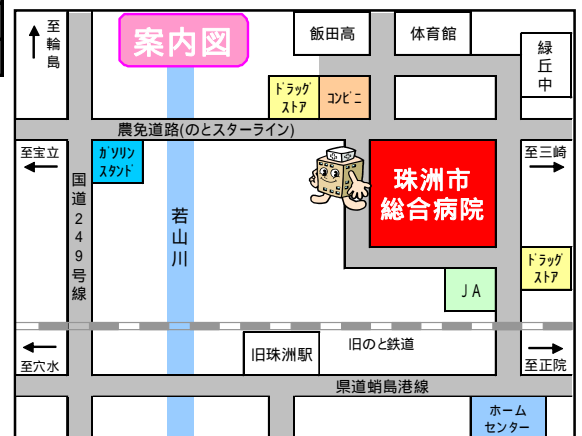 至輪島
案内図
飯田高
体育館
緑丘中
ﾄﾞﾗｯｸﾞ
ｽﾄｱ
ｺﾝﾋﾞﾆ
農免道路(のとスターライン)
至宝立
ｶﾞｿﾘﾝ
ｽﾀﾝﾄﾞ
至三崎
珠洲市
総合病院
国道249号線
若山川
ﾄﾞﾗｯｸﾞ
ｽﾄｱ
JA
旧珠洲駅
旧のと鉄道
至穴水
至正院
県道蛸島港線
ホーム
センター